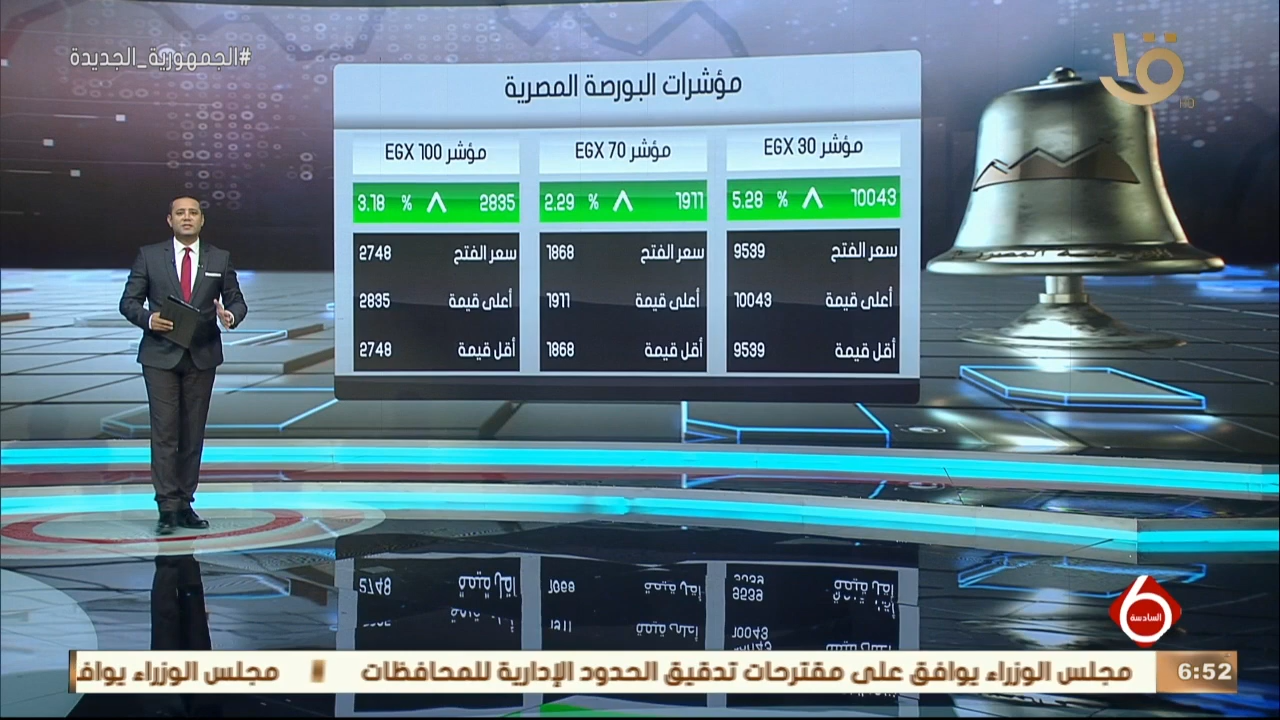 #الجمهورية_الجديدة
الأولى
HD
مؤشرات البورصة المصرية
مؤشر EGX 30
10043 % 5.28
سعر الفتح 9539
أعلى قيمة 10043
أقل قيمة 9539
مؤشر EGX 70
1911 % 2.29
سعر الفتح 1868
أعلى قيمة 1911
أقل قيمة 1868
مؤشر EGX 100
2835 % 3.18
سعر الفتح 2748
أعلى قيمة 2835
أقل قيمة 2748
6
السادسة
6:52 مجلس الوزراء يوافق على مقترحات تدقيق الحدود الإدارية للمحافظات مجلس الوزراء يوافـ